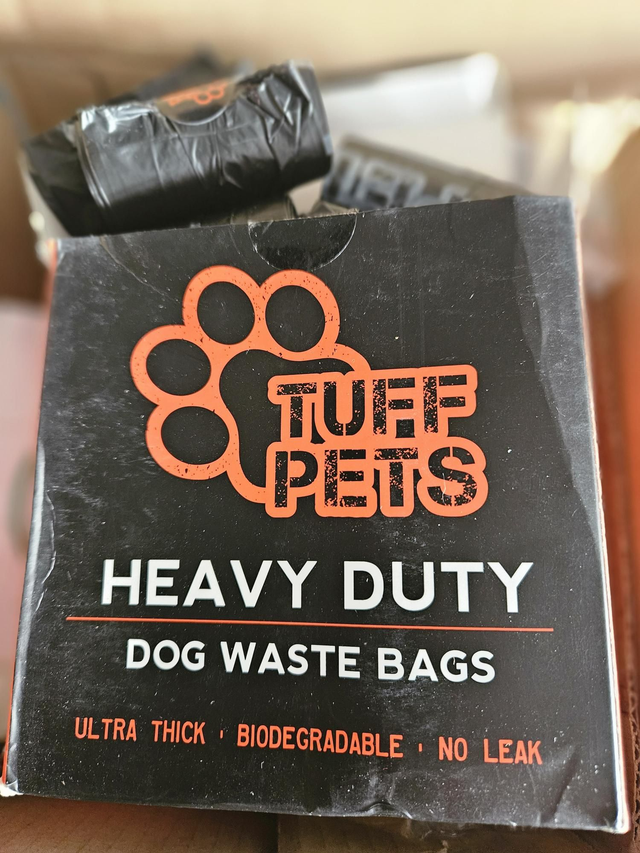 TUFF
PETS
HEAVY DUTY
DOG WASTE BAGS
ULTRA THICK · BIODEGRADABLE · NO LEAK